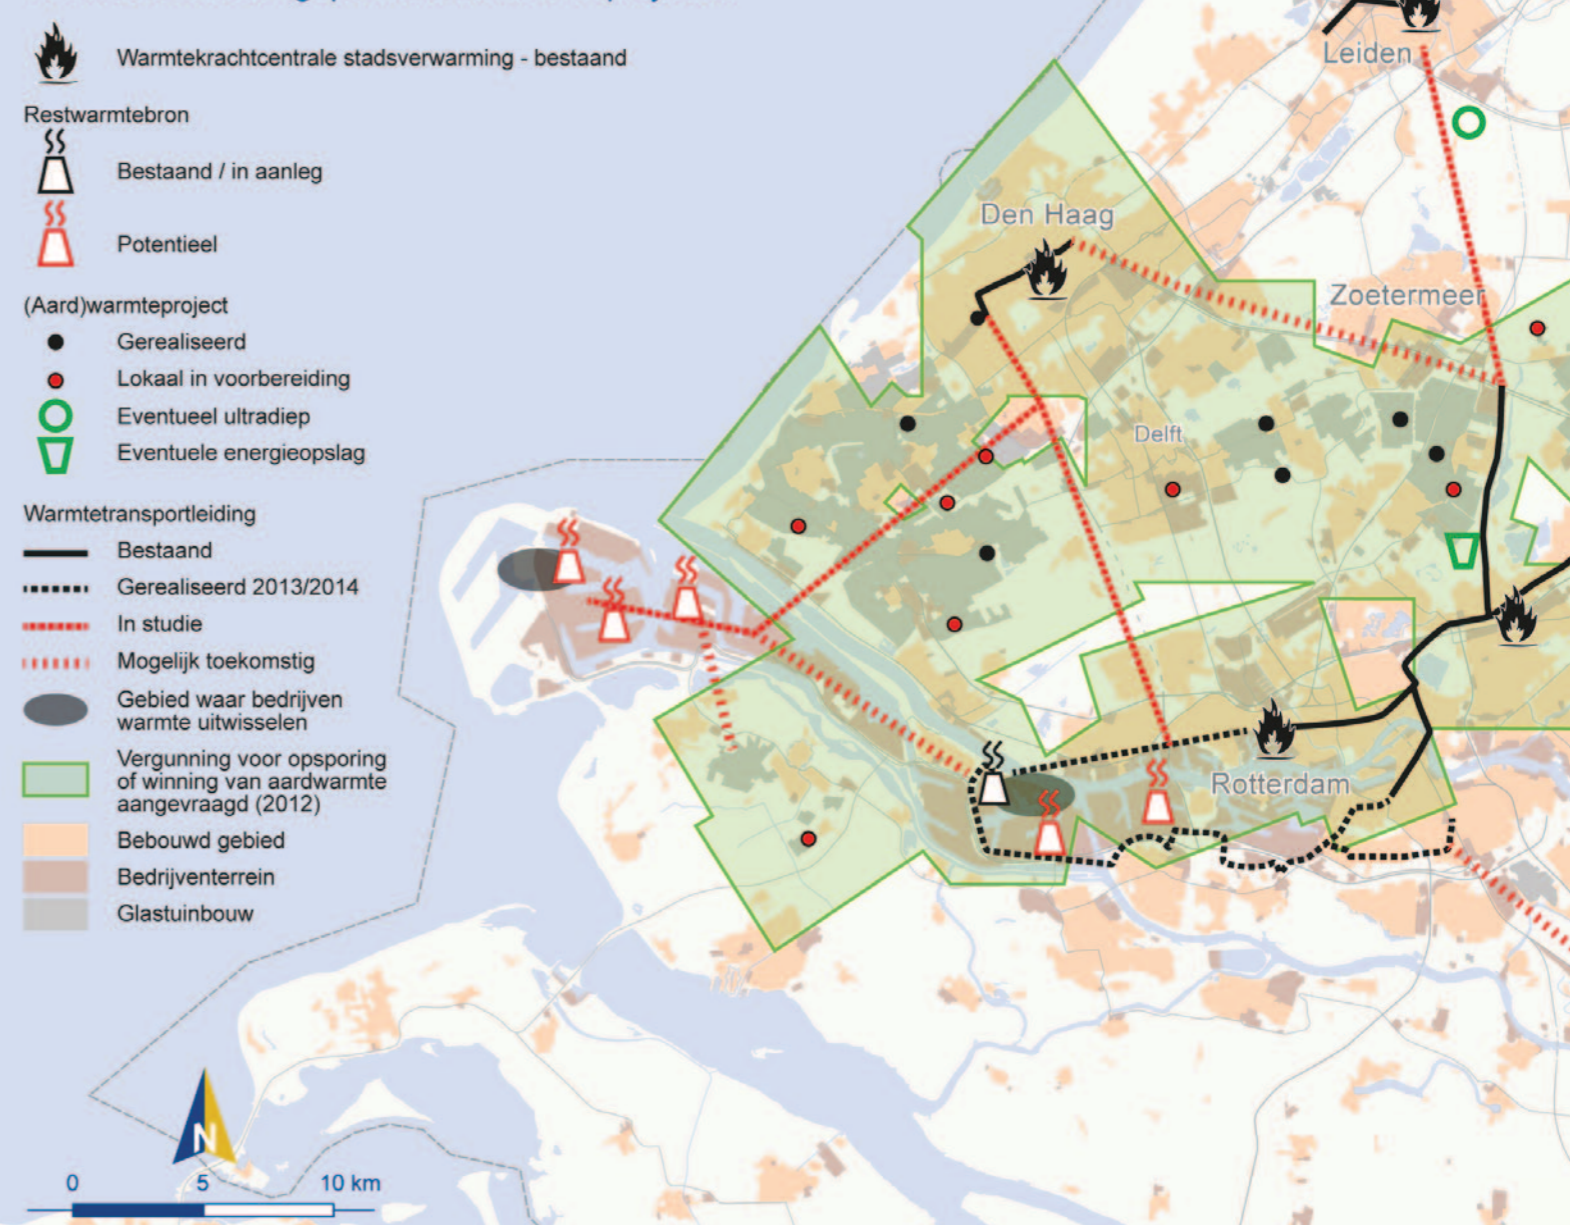 Warmtekrachtcentrale stadsverwarming - bestaand
Restwarmtebron
Bestaand / in aanleg
Potentieel
(Aard)warmteproject
Gerealiseerd
Lokaal in voorbereiding
Eventueel ultradiep
Eventuele energieopslag
Warmtetransportleiding
Bestaand
Gerealiseerd 2013/2014
In studie
Mogelijk toekomstig
Gebied waar bedrijven
warmte uitwisselen
Vergunning voor opsporing
of winning van aardwarmte
aangevraagd (2012)
Bebouwd gebied
Bedrijventerrein
Glastuinbouw
N
0 5 10 km
Leiden
Den Haag
Zoetermeer
Delft
Rotterdam